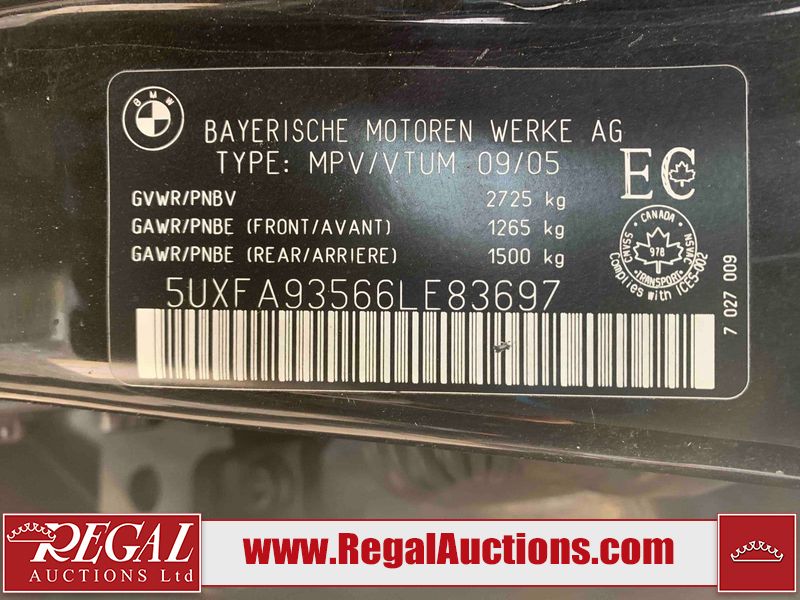 BMW
BAYERISCHE MOTOREN WERKE AG
TYPE: MPV/VTUM 09/05
EC
GVWR/PNBV 2725 kg
GAWR/PNBE (FRONT/AVANT) 1265 kg
GAWR/PNBE (REAR/ARRIERE) 1500 kg
CANADA
CMVSS
NSVAC
978
TRANSPORT
Complies with ICES-002
5UXFA93566LE83697
7 027 009
REGAL
AUCTIONS Ltd
www.RegalAuctions.com